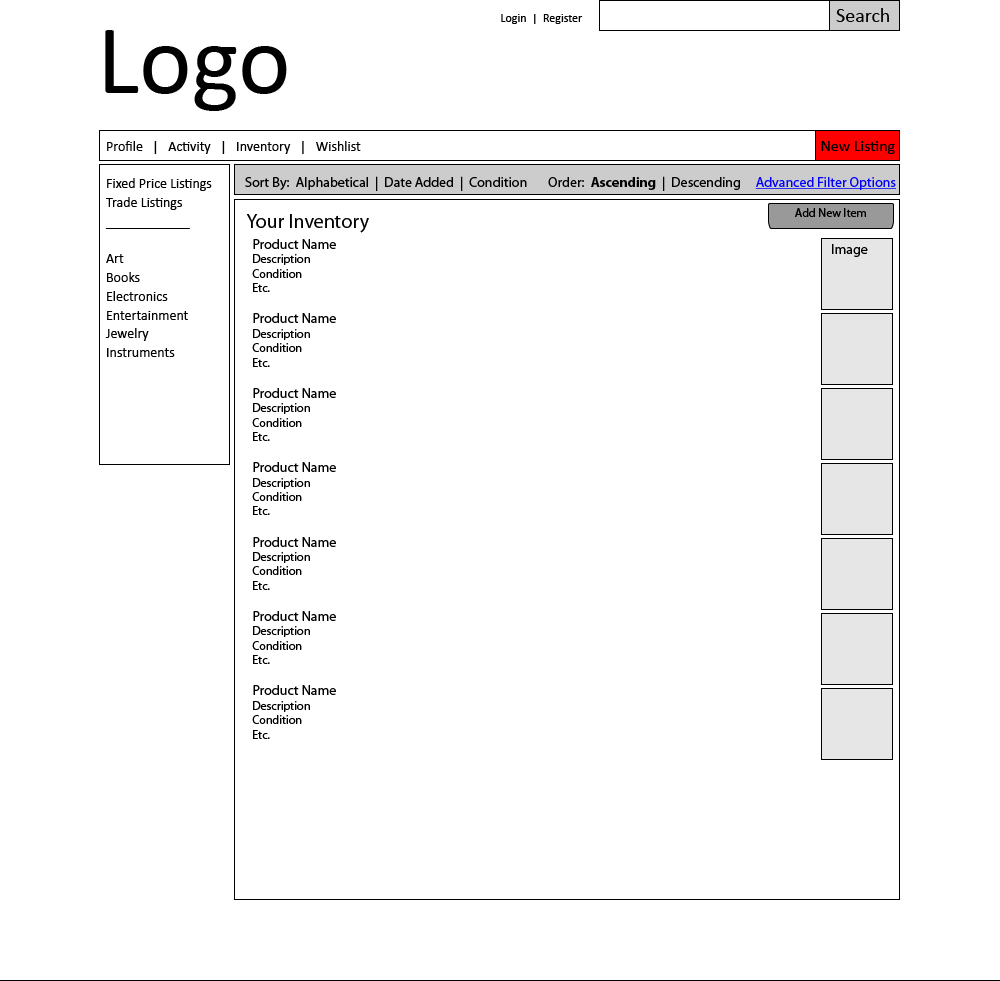 Login | Register
Search
Logo
Profile | Activity | Inventory | Wishlist
New Listing
Fixed Price Listings
Trade Listings
Art
Books
Electronics
Entertainment
Jewelry
Instruments
Sort By: Alphabetical | Date Added | Condition Order: Ascending | Descending Advanced Filter Options
Your Inventory
Add New Item
Product Name
Description
Condition
Etc.
Image
Product Name
Description
Condition
Etc.
Product Name
Description
Condition
Etc.
Product Name
Description
Condition
Etc.
Product Name
Description
Condition
Etc.
Product Name
Description
Condition
Etc.
Product Name
Description
Condition
Etc.